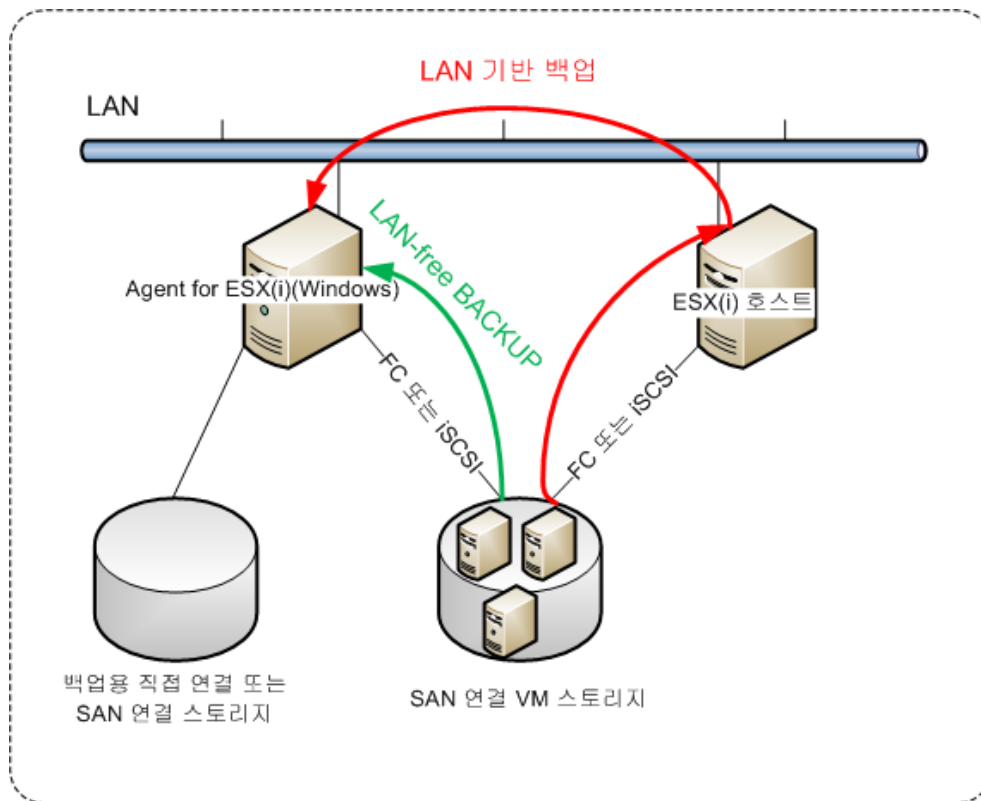 LAN 기반 백업
LAN
LAN-free BACKUP
Agent for ESX(i)(Windows)
ESX(i) 호스트
FC 또는 iSCSI
FC 또는 iSCSI
백업용 직접 연결 또는
SAN 연결 스토리지
SAN 연결 VM 스토리지